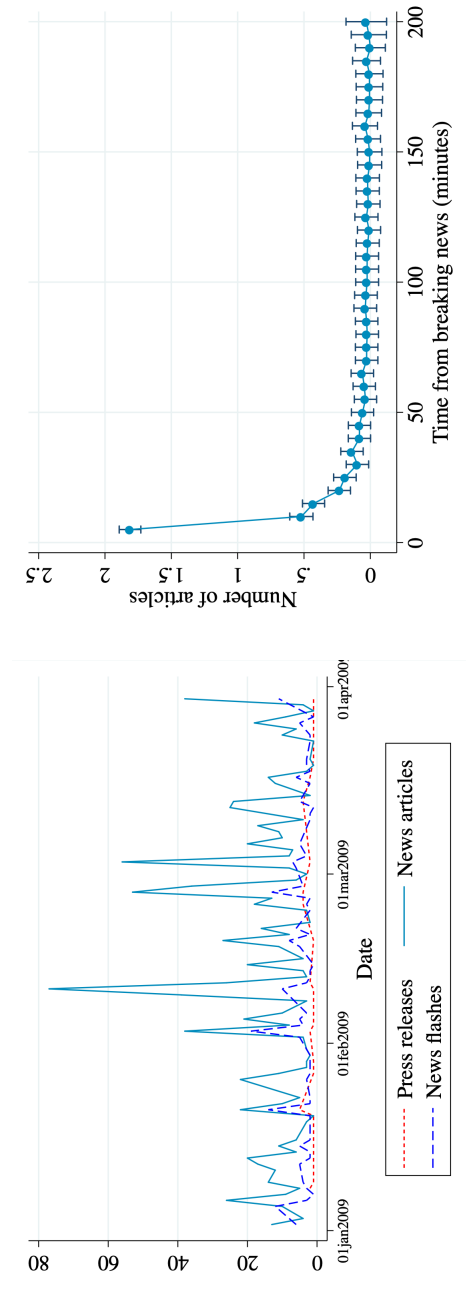 80
60
40
20
0
01jan2009
01feb2009
01mar2009
01apr2009
Date
Press releases
News articles
News flashes
Number of articles
2.5
2
1.5
1
.5
0
0
50
100
150
200
Time from breaking news (minutes)